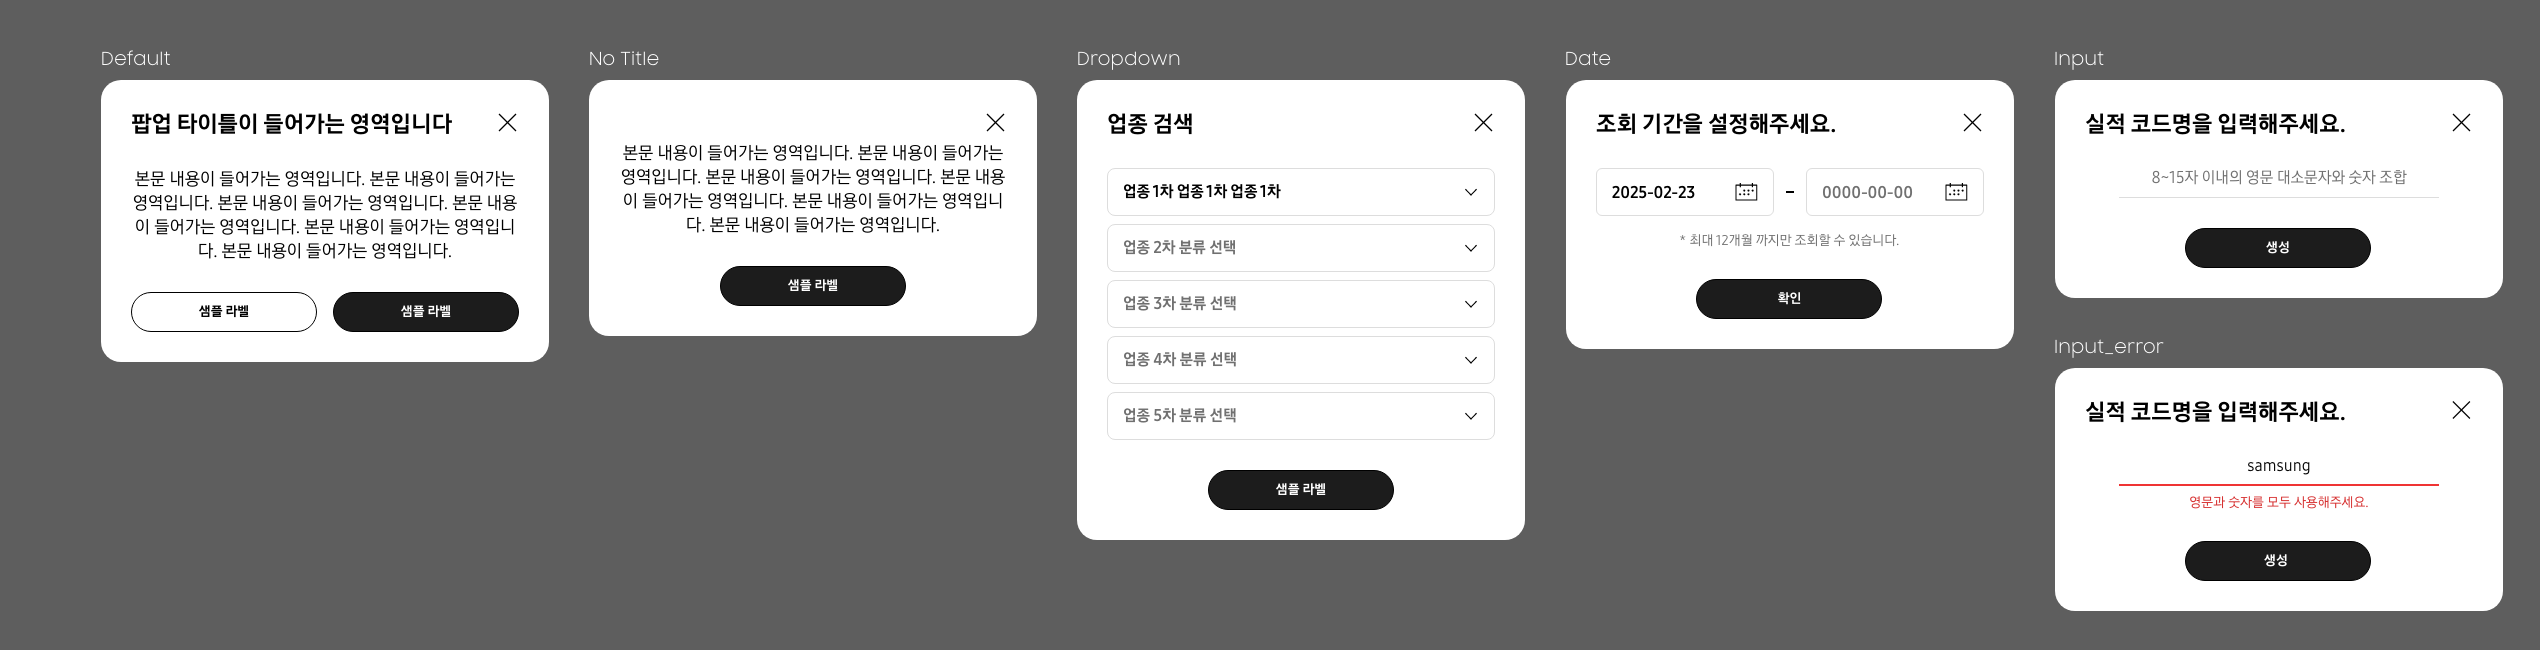 Default
팝업 타이틀이 들어가는 영역입니다
본문 내용이 들어가는 영역입니다. 본문 내용이 들어가는
영역입니다. 본문 내용이 들어가는 영역입니다. 본문 내용
이 들어가는 영역입니다. 본문 내용이 들어가는 영역입니
다. 본문 내용이 들어가는 영역입니다.
샘플 라벨
샘플 라벨
No Title
본문 내용이 들어가는 영역입니다. 본문 내용이 들어가는
영역입니다. 본문 내용이 들어가는 영역입니다. 본문 내용
이 들어가는 영역입니다. 본문 내용이 들어가는 영역입니
다. 본문 내용이 들어가는 영역입니다.
샘플 라벨
Dropdown
업종 검색
업종 1차 업종 1차 업종 1차
업종 2차 분류 선택
업종 3차 분류 선택
업종 4차 분류 선택
업종 5차 분류 선택
샘플 라벨
Date
조회 기간을 설정해주세요.
2025-02-23 - 0000-00-00
* 최대 12개월 까지만 조회할 수 있습니다.
확인
Input
실적 코드명을 입력해주세요.
8~15자 이내의 영문 대소문자와 숫자 조합
생성
Input_error
실적 코드명을 입력해주세요.
samsung
영문과 숫자를 모두 사용해주세요.
생성